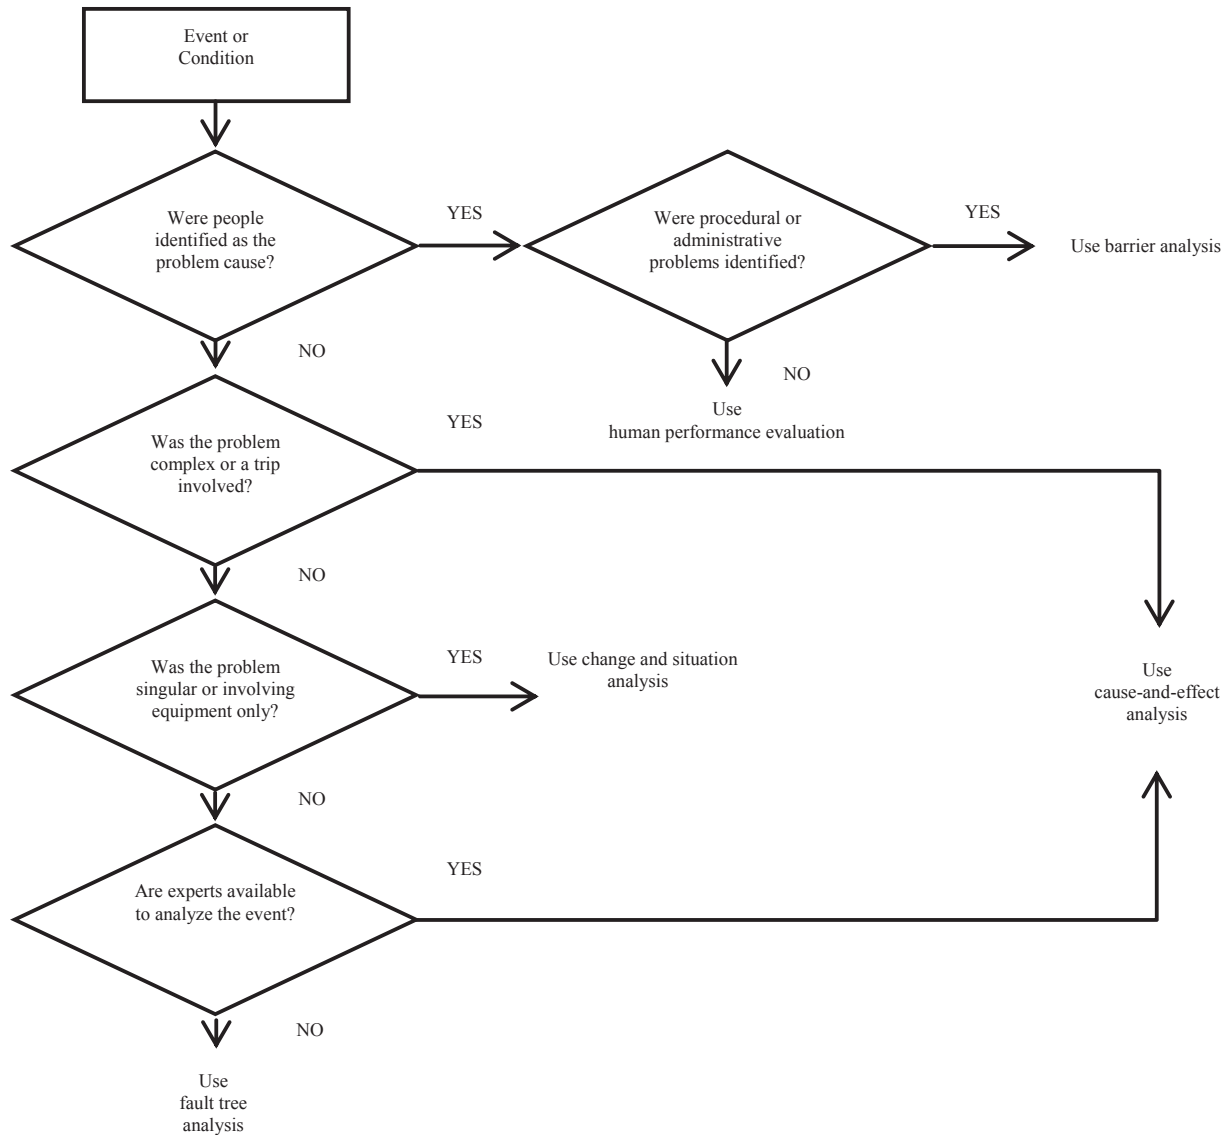 Event or
Condition
Were people
identified as the
problem cause?
YES
Were procedural or
administrative
problems identified?
YES
Use barrier analysis
NO
NO
Use
human performance evaluation
Was the problem
complex or a trip
involved?
YES
NO
Was the problem
singular or involving
equipment only?
YES
Use change and situation
analysis
Use
cause-and-effect
analysis
NO
Are experts available
to analyze the event?
YES
NO
Use
fault tree
analysis